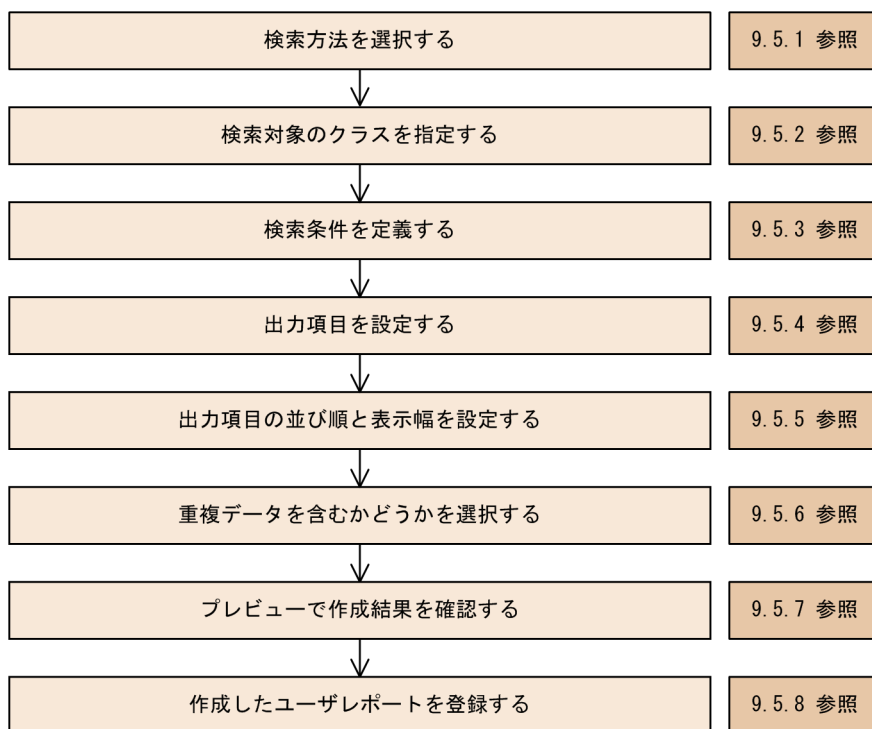 検索方法を選択する 9.5.1 参照
検索対象のクラスを指定する 9.5.2 参照
検索条件を定義する 9.5.3 参照
出力項目を設定する 9.5.4 参照
出力項目の並び順と表示幅を設定する 9.5.5 参照
重複データを含むかどうかを選択する 9.5.6 参照
プレビューで作成結果を確認する 9.5.7 参照
作成したユーザレポートを登録する 9.5.8 参照